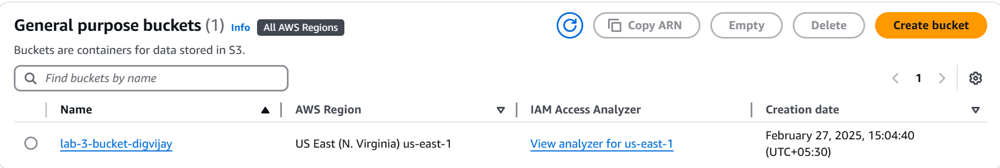 General purpose buckets (1) Info All AWS Regions
Copy ARN Empty Delete Create bucket
Buckets are containers for data stored in S3.
Find buckets by name
1
Name AWS Region IAM Access Analyzer Creation date
lab-3-bucket-digvijay US East (N. Virginia) us-east-1 View analyzer for us-east-1 February 27, 2025, 15:04:40
(UTC+05:30)